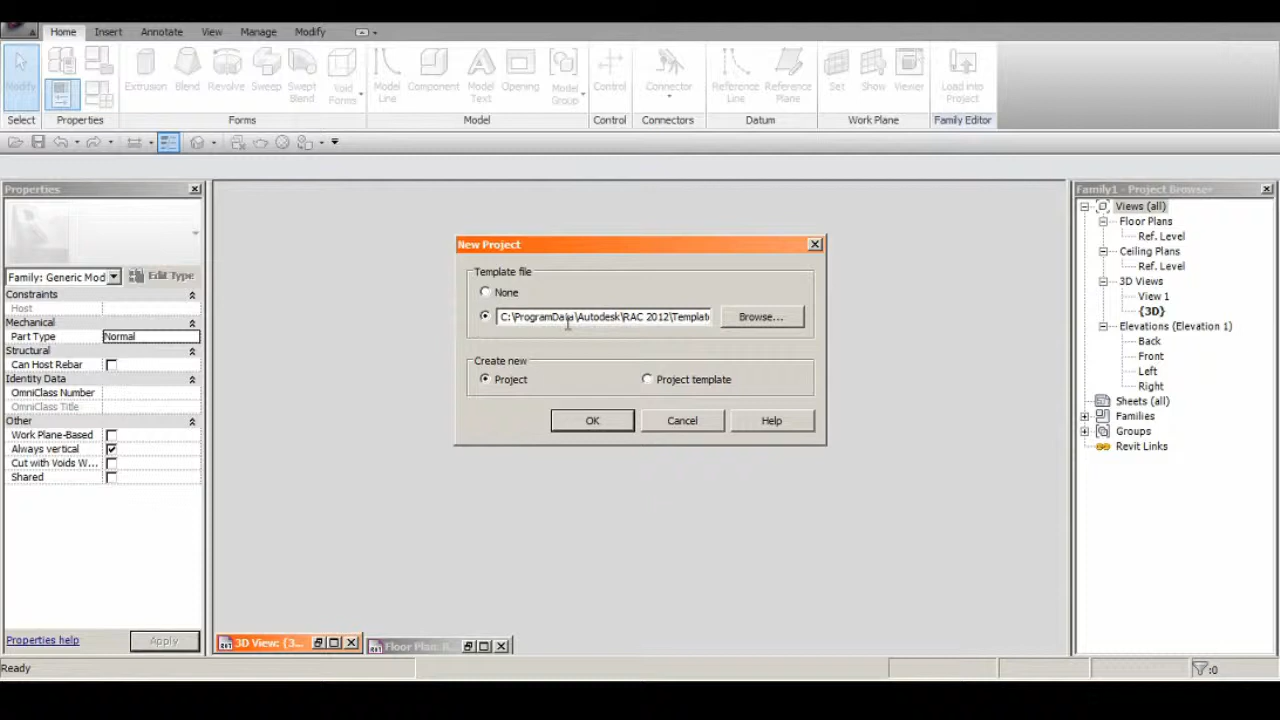 Home Insert Annotate View Manage Modify
Modify Extrusion Blend Revolve Sweep Swept Blend Void Forms Model Line Component Model Text Opening Model Group Control Connector Reference Line Reference Plane Set Show Viewer Load into Project
Select Properties Forms Model Control Connectors Datum Work Plane Family Editor
Properties
Family: Generic Mod Edit Type
Constraints
Host
Mechanical
Part Type Normal
Structural
Can Host Rebar
Identity Data
OmniClass Number
OmniClass Title
Other
Work Plane-Based
Always vertical
Cut with Voids W...
Shared
Properties help Apply
New Project
Template file
None
C:\ProgramData\Autodesk\RAC 2012\Templat
Browse...
Create new
Project Project template
OK Cancel Help
3D View: {3... Floor Plan: R...
Family1 - Project Browser
Views (all)
Floor Plans
Ref. Level
Ceiling Plans
Ref. Level
3D Views
View 1
{3D}
Elevations (Elevation 1)
Back
Front
Left
Right
Sheets (all)
Families
Groups
Revit Links
Ready :0